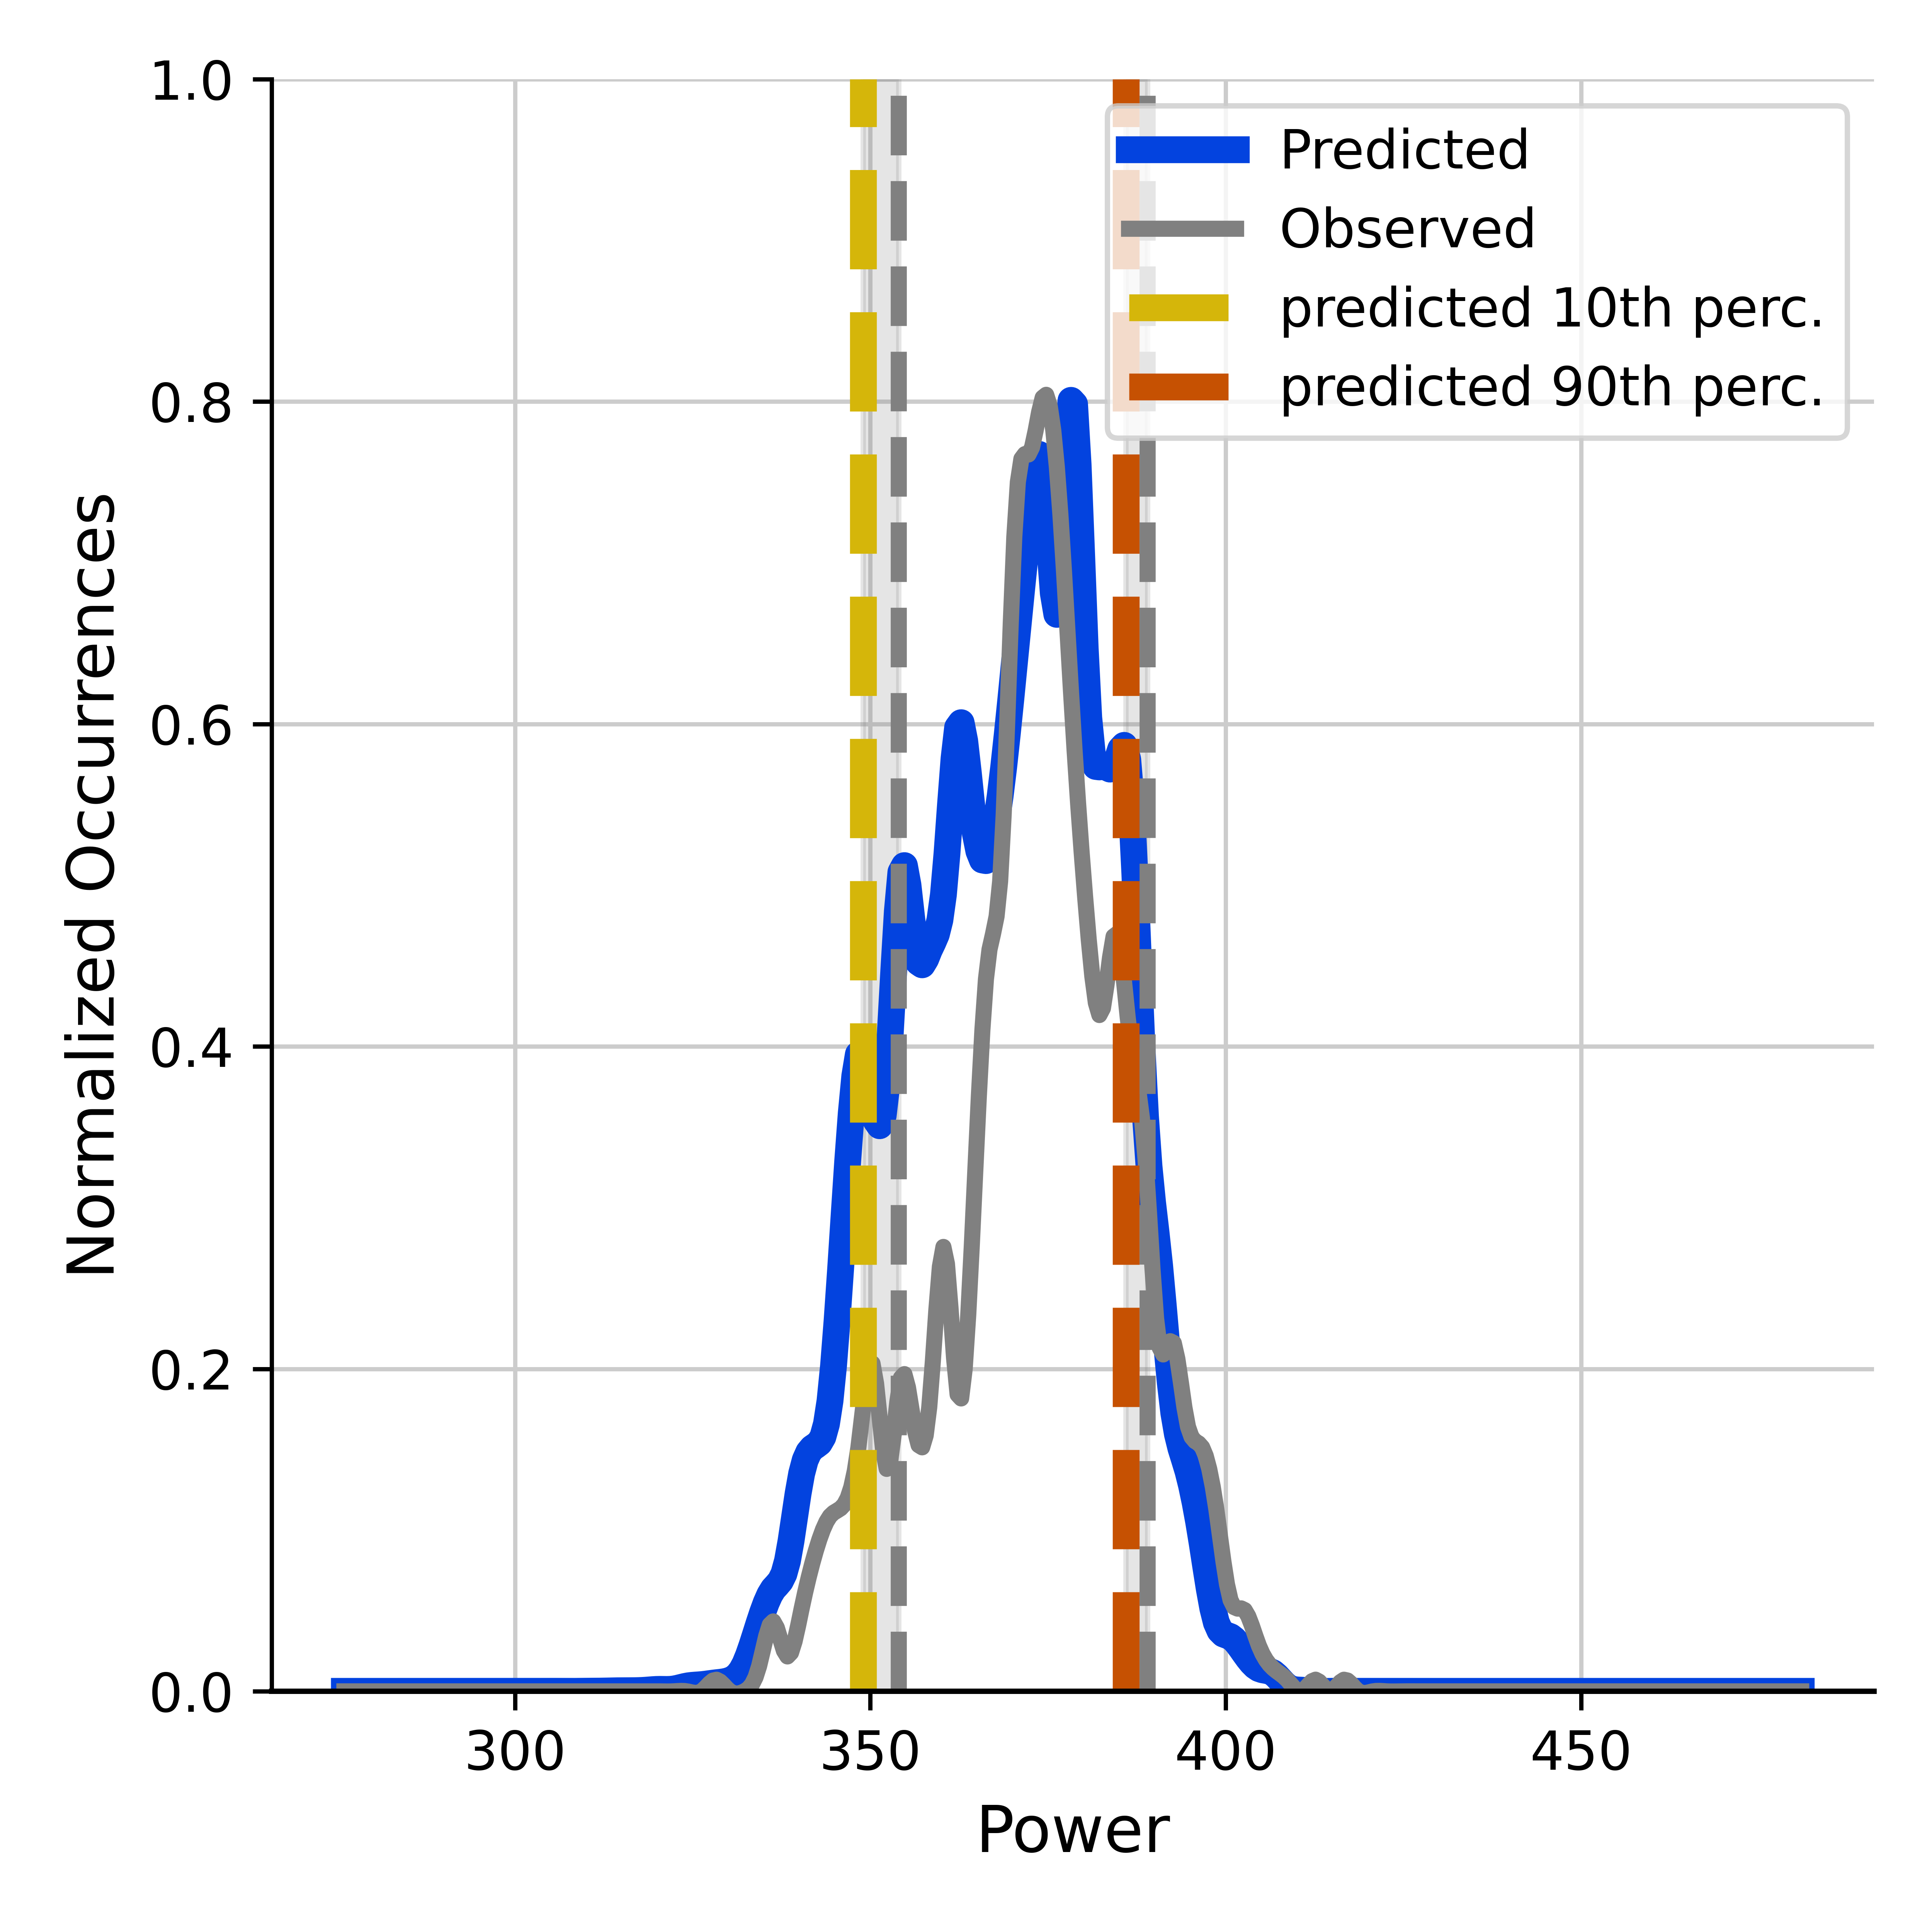 1.0
0.8
0.6
0.4
0.2
0.0
Normalized Occurrences
Predicted
Observed
predicted 10th perc.
predicted 90th perc.
300 350 400 450
Power